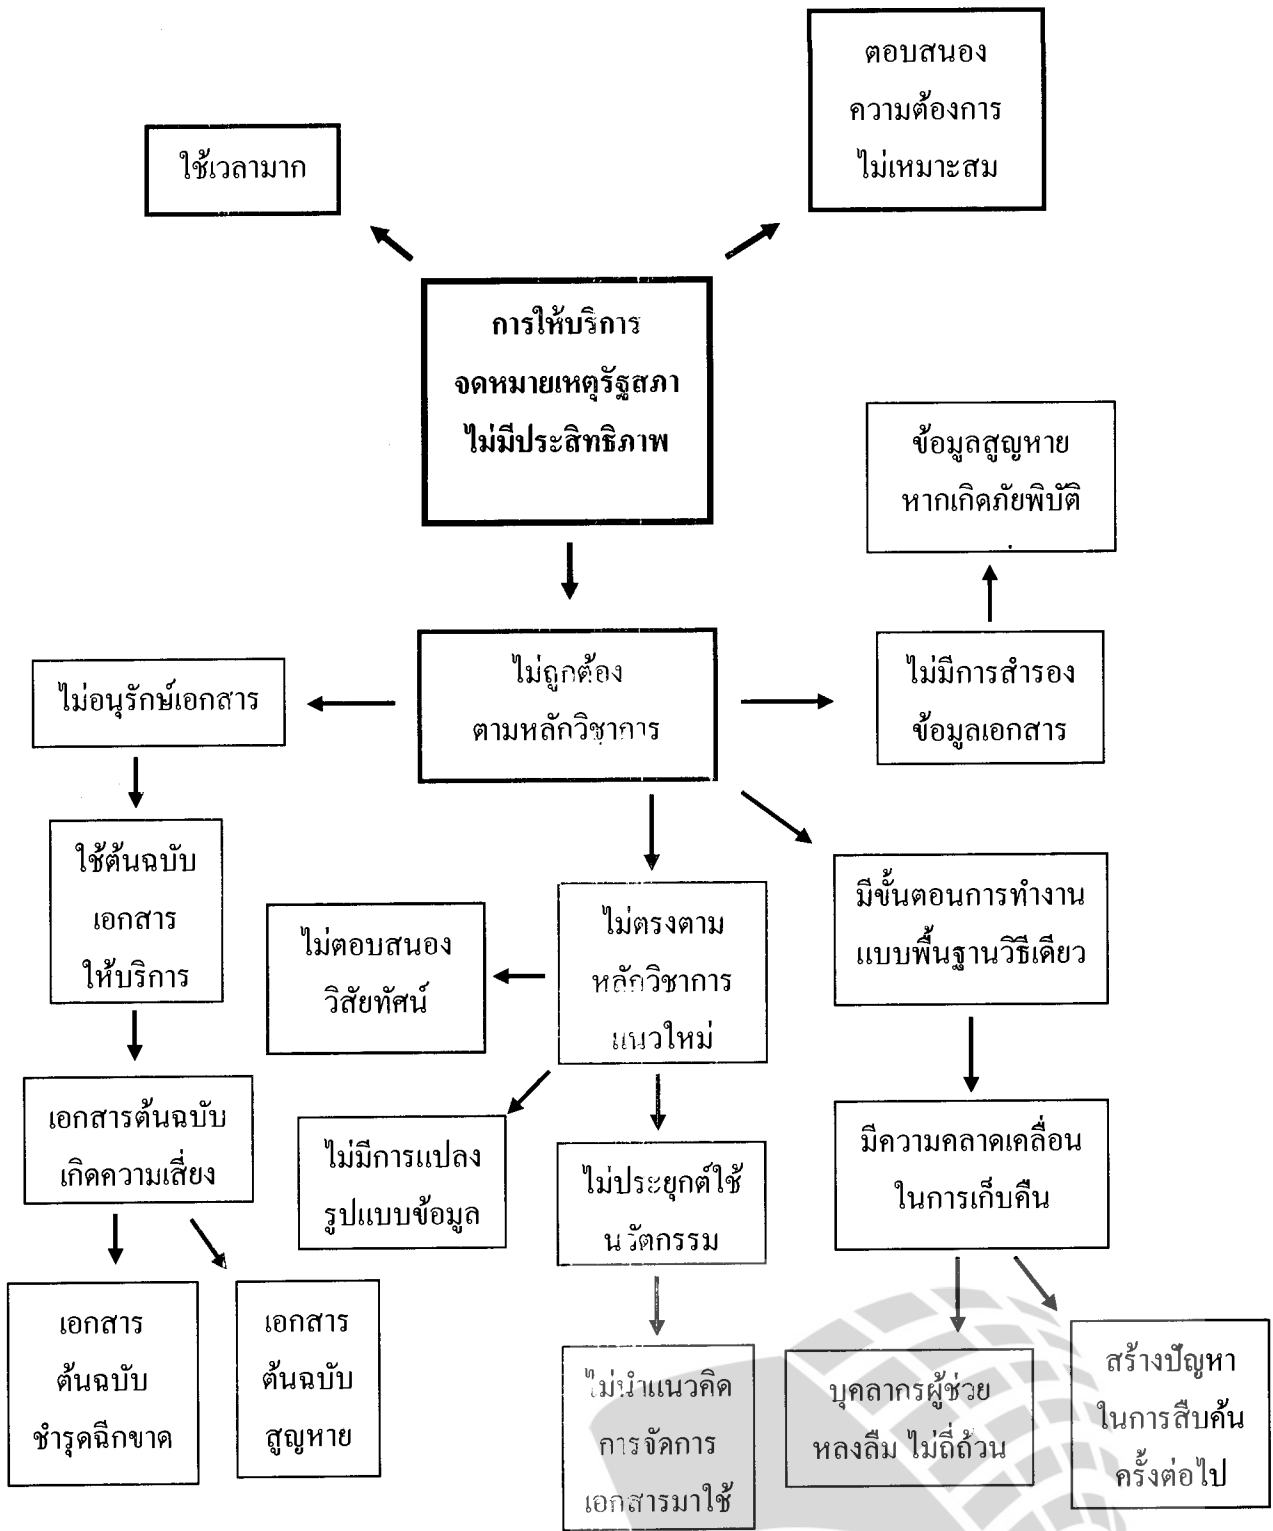 ตอบสนอง
ความต้องการ
ไม่เหมาะสม
ใช้เวลามาก
การให้บริการ
จดหมายเหตุรัฐสภา
ไม่มีประสิทธิภาพ
ข้อมูลสูญหาย
หากเกิดภัยพิบัติ
ไม่ถูกต้อง
ตามหลักวิชาการ
ไม่อนุรักษ์เอกสาร
ไม่มีการสำรอง
ข้อมูลเอกสาร
ใช้ต้นฉบับ
เอกสาร
ให้บริการ
ไม่ตอบสนอง
วิสัยทัศน์
ไม่ตรงตาม
หลักวิชาการ
แนวใหม่
มีขั้นตอนการทำงาน
แบบพื้นฐานวิธีเดียว
เอกสารต้นฉบับ
เกิดความเสี่ยง
ไม่มีการแปลง
รูปแบบข้อมูล
ไม่ประยุกต์ใช้
นวัตกรรม
มีความคลาดเคลื่อน
ในการเก็บคืน
เอกสาร
ต้นฉบับ
ชำรุดฉีกขาด
เอกสาร
ต้นฉบับ
สูญหาย
ไม่นำแนวคิด
การจัดการ
เอกสารมาใช้
บุคลากรผู้ช่วย
หลงลืม ไม่ถี่ถ้วน
สร้างปัญหา
ในการสืบค้น
ครั้งต่อไป